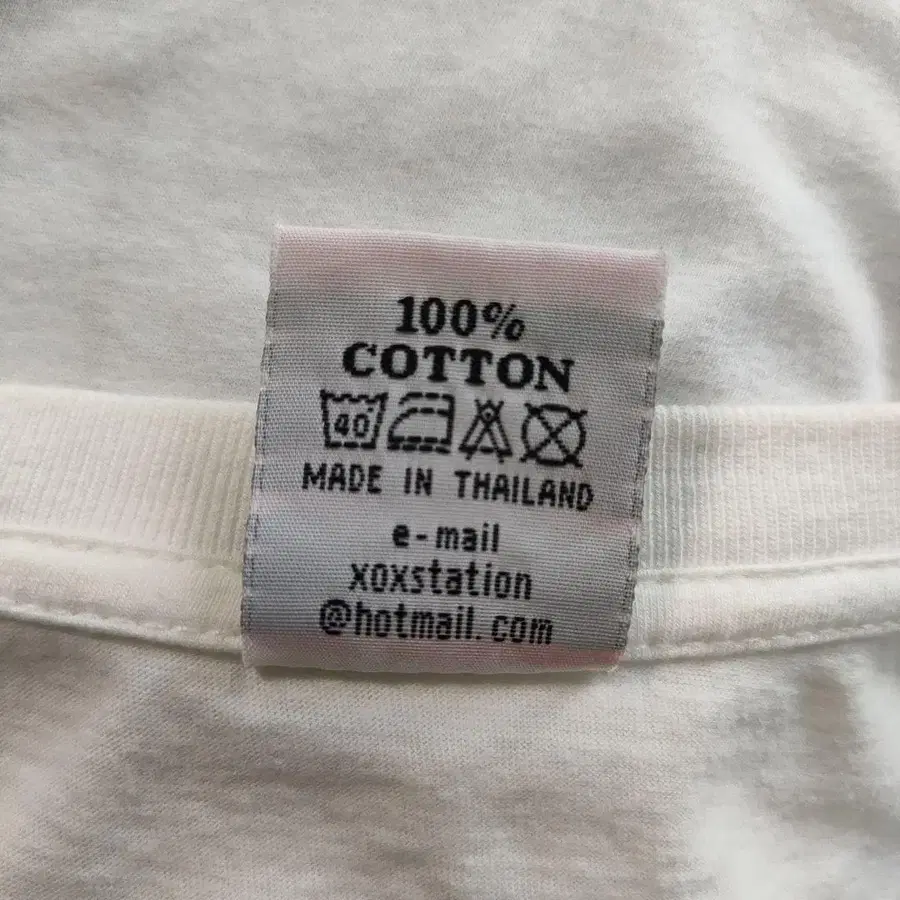 100%
COTTON
40
MADE IN THAILAND
e-mail
xoxstation
@hotmail.com